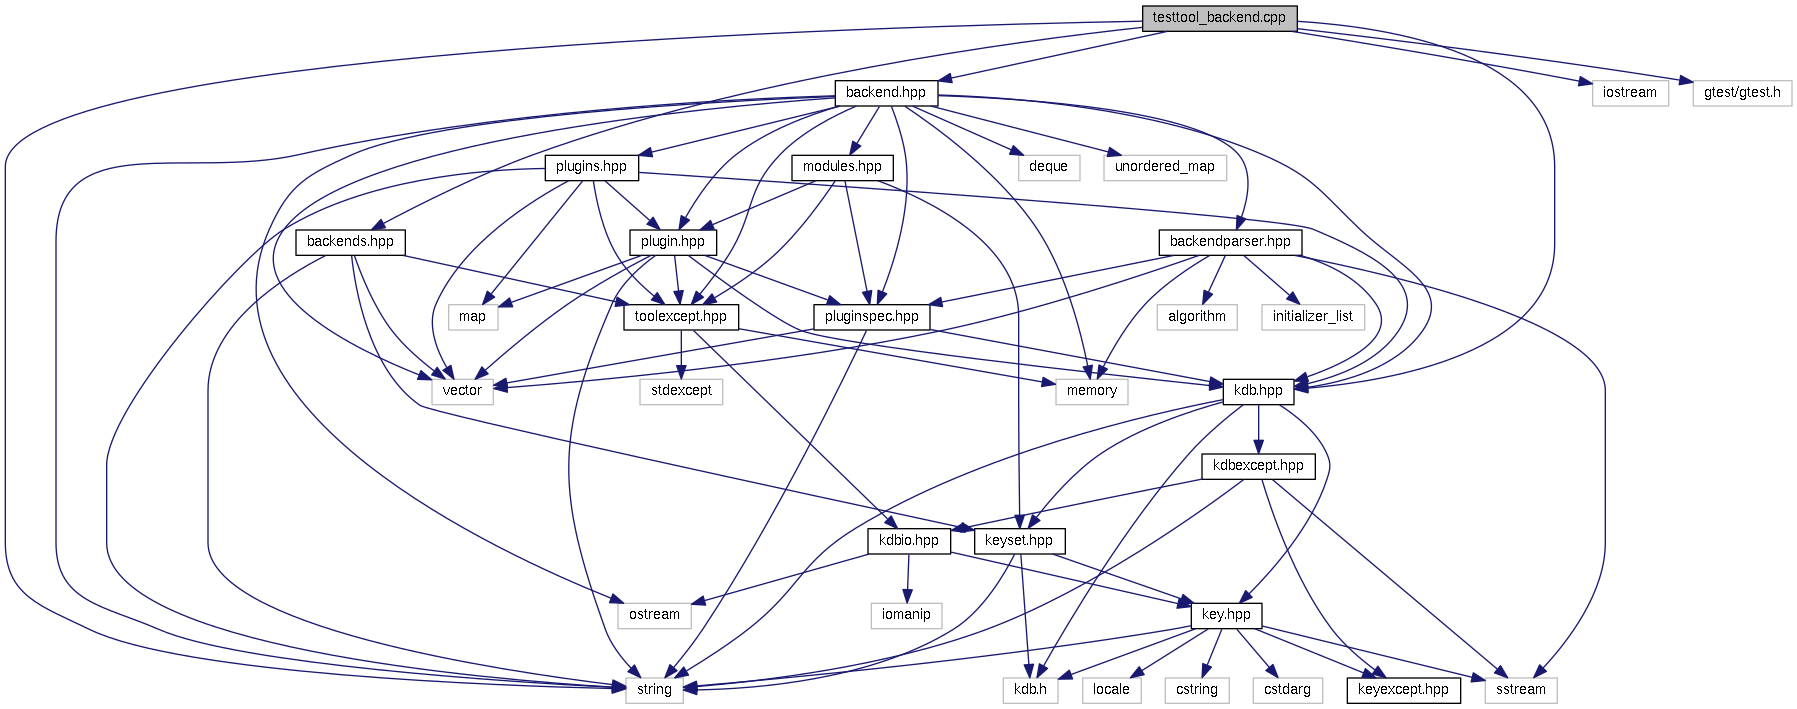 testtool_backend.cpp
backend.hpp
iostream
gtest/gtest.h
plugins.hpp
modules.hpp
deque
unordered_map
backends.hpp
plugin.hpp
backendparser.hpp
map
toolexcept.hpp
pluginspec.hpp
algorithm
initializer_list
vector
stdexcept
memory
kdb.hpp
kdbexcept.hpp
kdbio.hpp
keyset.hpp
ostream
iomanip
key.hpp
string
kdb.h
locale
cstring
cstdarg
keyexcept.hpp
sstream